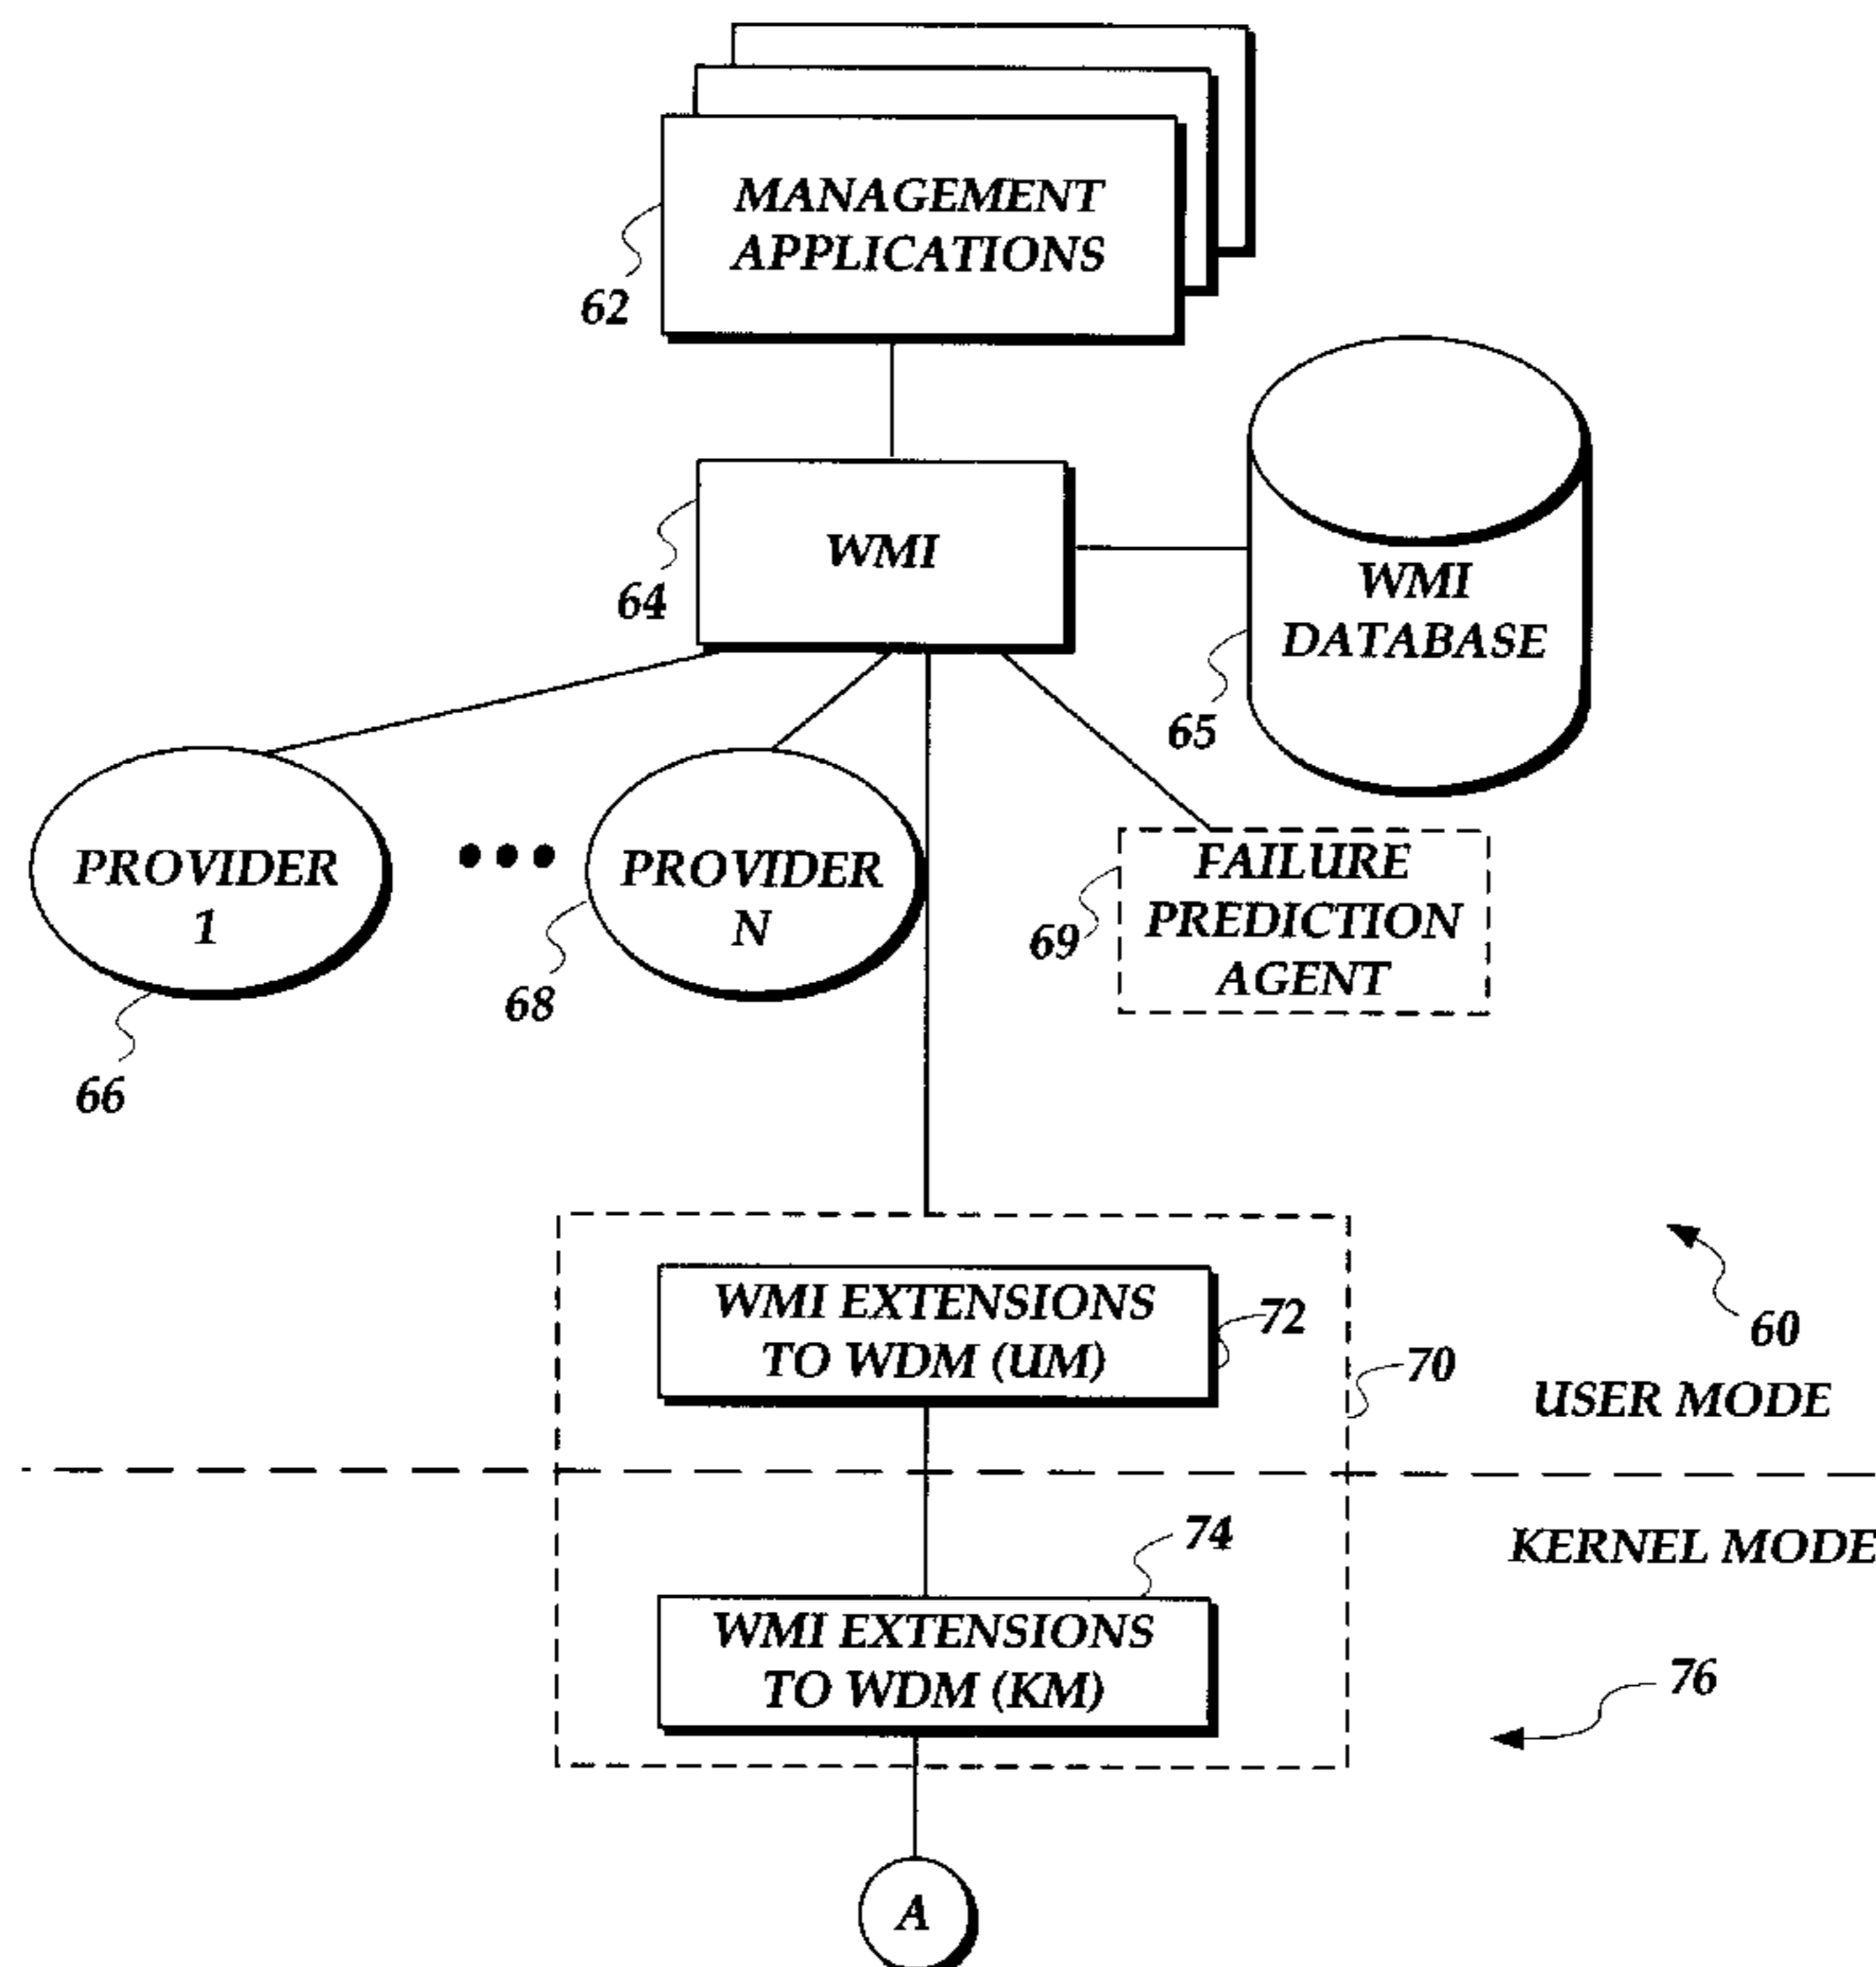 MANAGEMENT
APPLICATIONS
62
WMI
64
WMI
DATABASE
65
PROVIDER
1
66
PROVIDER
N
68
FAILURE
PREDICTION
AGENT
69
WMI EXTENSIONS
TO WDM (UM)
72
70
60
USER MODE
KERNEL MODE
74
WMI EXTENSIONS
TO WDM (KM)
76
A